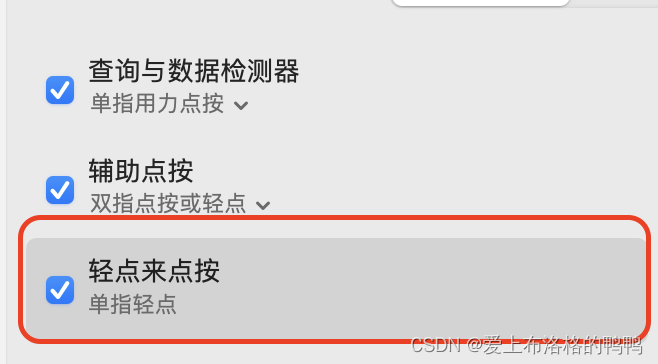 查询与数据检测器
单指用力点按
辅助点按
双指点按或轻点
轻点来点按
单指轻点
CSDN @爱上布洛格的鸭鸭